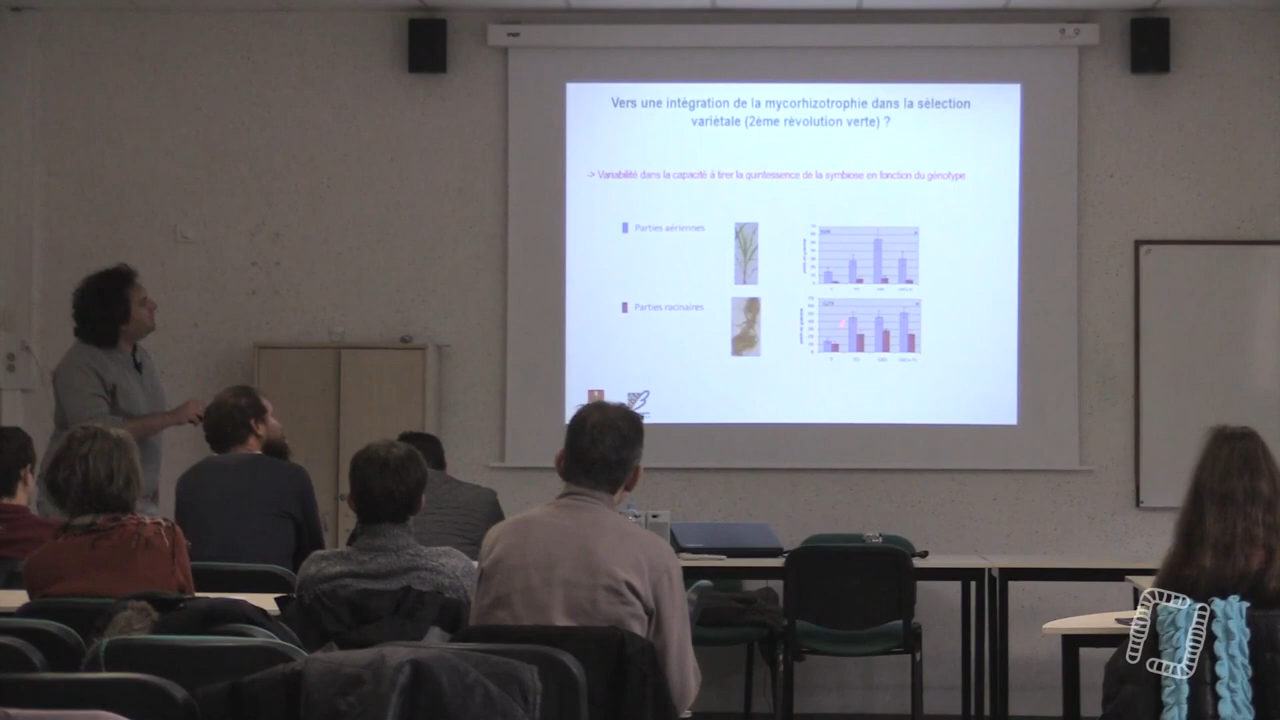 Vers une intégration de la mycorhizotrophie dans la sélection
variétale (2ème révolution verte) ?
-> Variabilité dans la capacité à tirer la quintessence de la symbiose en fonction du génotype
Parties aériennes
Parties racinaires